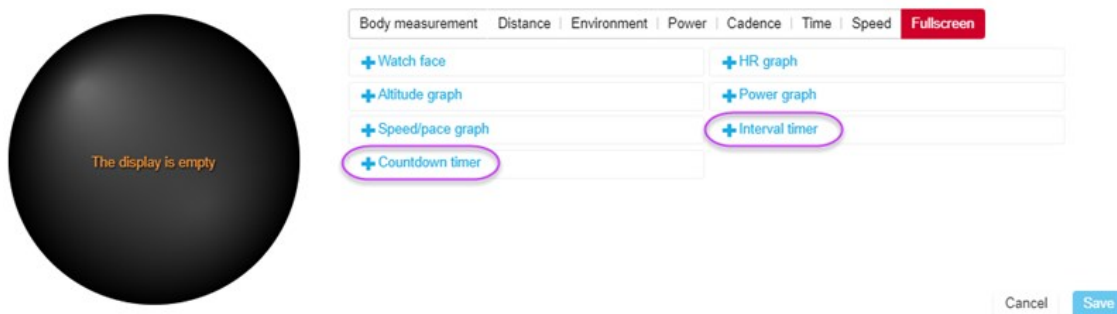 Body measurement Distance Environment Power Cadence Time Speed Fullscreen
Watch face
HR graph
Altitude graph
Power graph
Speed/pace graph
Interval timer
Countdown timer
The display is empty
Cancel Save